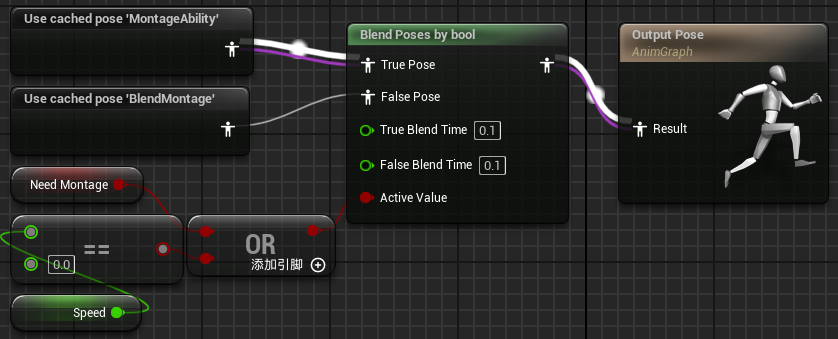 Use cached pose 'MontageAbility'
Use cached pose 'BlendMontage'
Need Montage
==
0.0
Speed
OR
添加引脚
Blend Poses by bool
True Pose
False Pose
True Blend Time 0.1
False Blend Time 0.1
Active Value
Output Pose
AnimGraph
Result